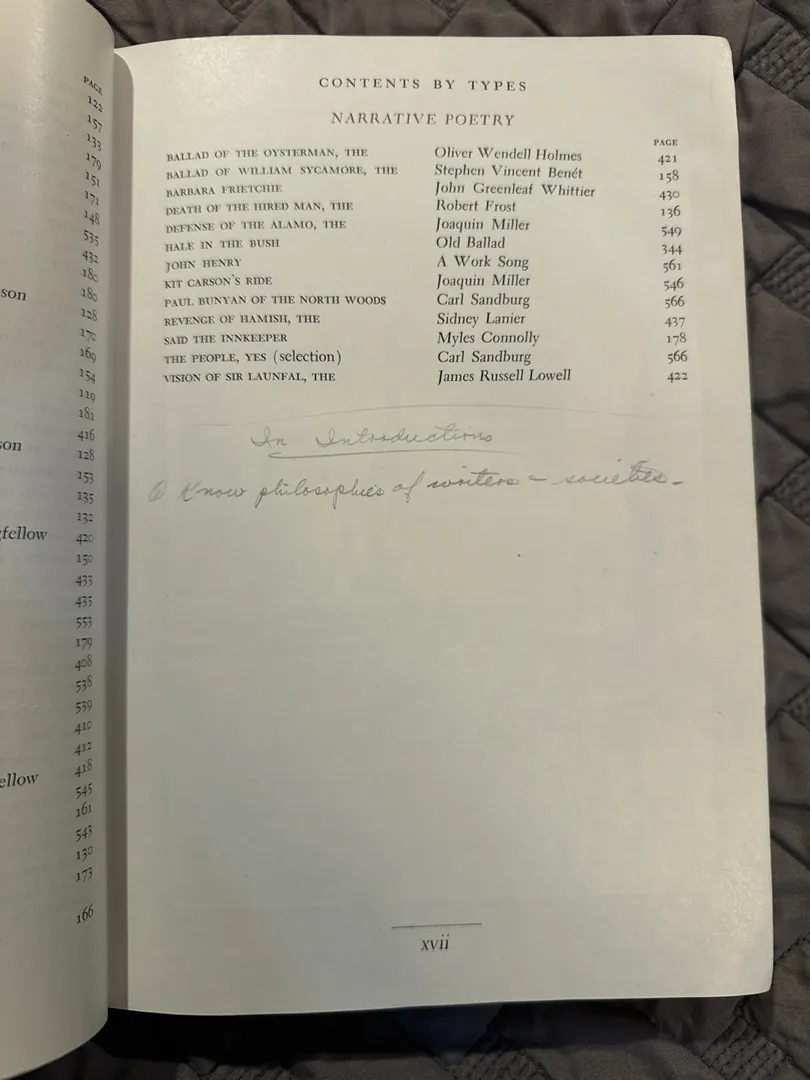 PAGE
122
157
133
179
151
171
148
535
432
180
son 180
128
170
169
154
119
181
416
son 128
153
135
132
fellow 420
150
433
435
553
179
408
538
539
410
412
418
ellow 545
161
543
130
173
166
CONTENTS BY TYPES
NARRATIVE POETRY
PAGE
BALLAD OF THE OYSTERMAN, THE Oliver Wendell Holmes 421
BALLAD OF WILLIAM SYCAMORE, THE Stephen Vincent Benét 158
BARBARA FRIETCHIE John Greenleaf Whittier 430
DEATH OF THE HIRED MAN, THE Robert Frost 136
DEFENSE OF THE ALAMO, THE Joaquin Miller 549
HALE IN THE BUSH Old Ballad 344
JOHN HENRY A Work Song 561
KIT CARSON'S RIDE Joaquin Miller 546
PAUL BUNYAN OF THE NORTH WOODS Carl Sandburg 566
REVENGE OF HAMISH, THE Sidney Lanier 437
SAID THE INNKEEPER Myles Connolly 178
THE PEOPLE, YES (selection) Carl Sandburg 566
VISION OF SIR LAUNFAL, THE James Russell Lowell 422
In Introductions
① Know philosophies of writers - societies -
xvii